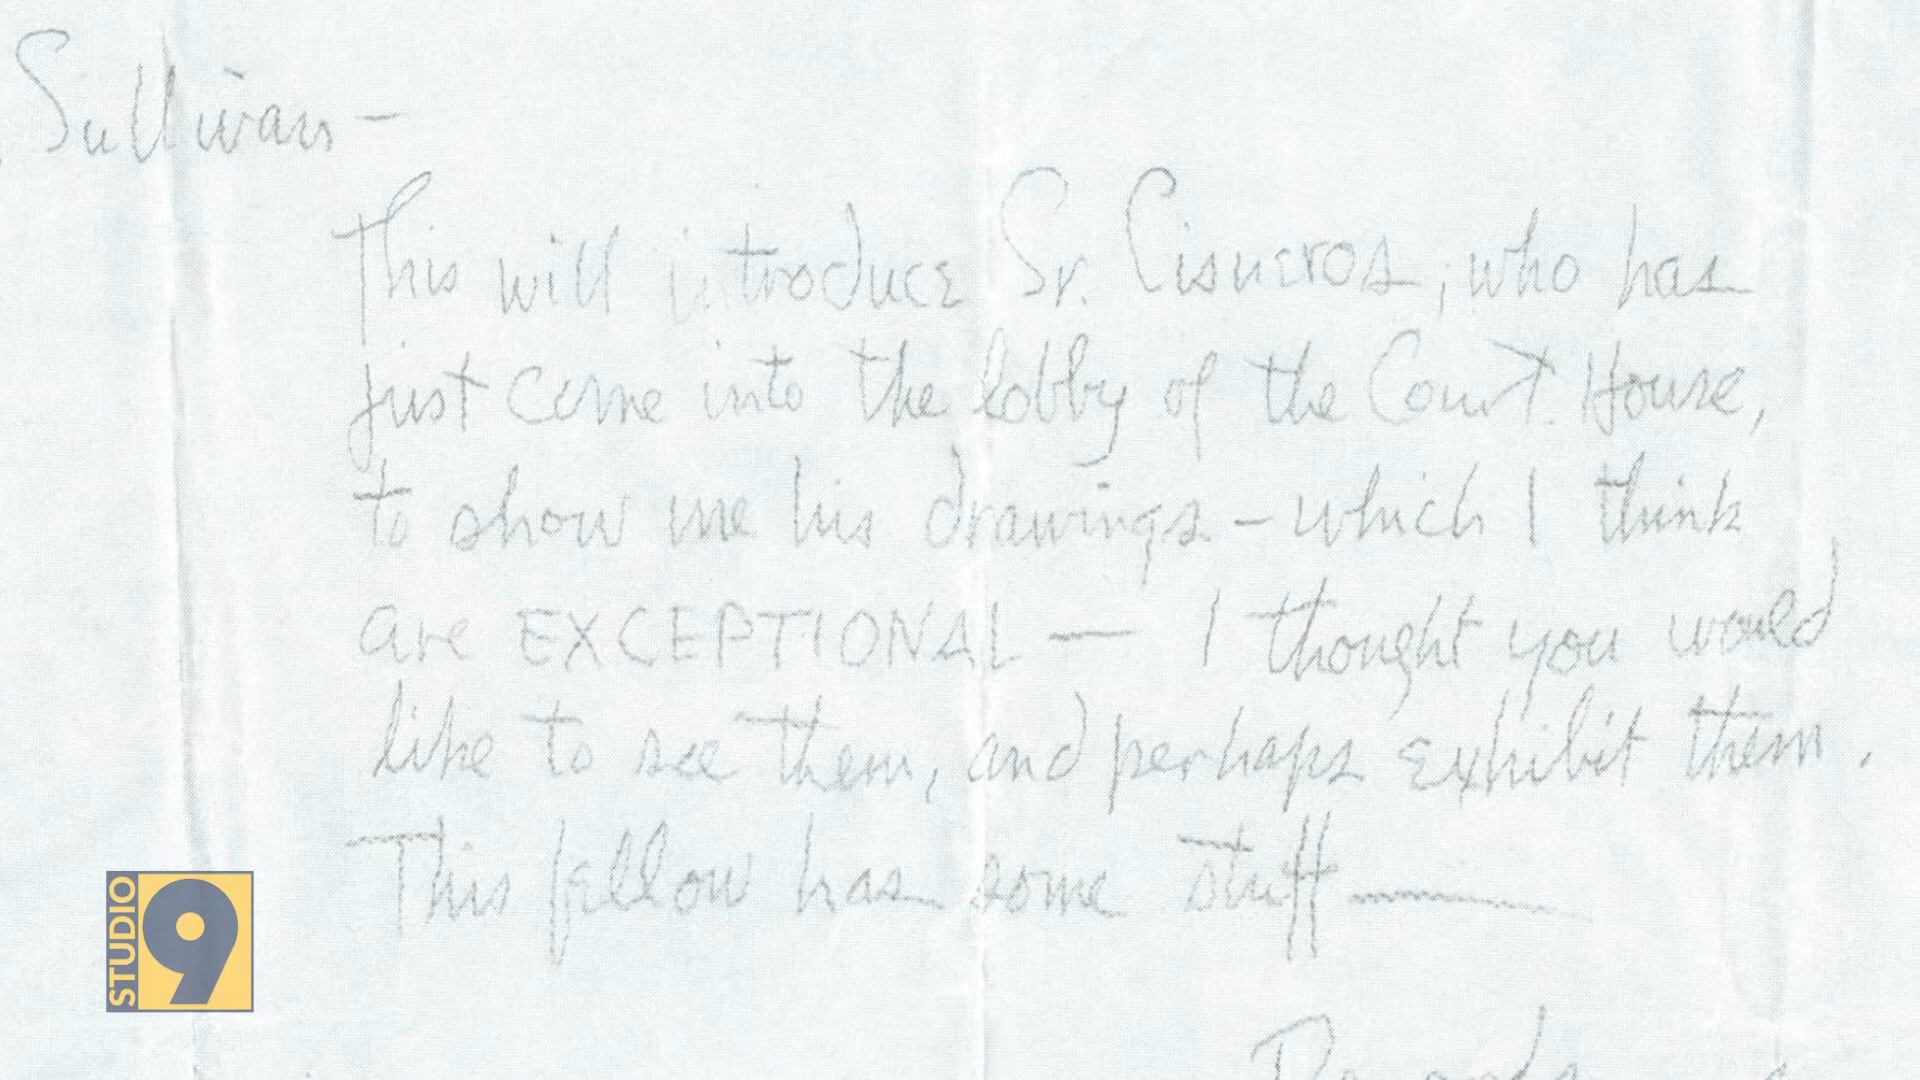 Sullivan —
This will introduce Sr. Cisneros, who has
just come into the lobby of the Court House,
to show me his drawings – which I think
are EXCEPTIONAL — I thought you would
like to see them, and perhaps exhibit them.
This fellow has some stuff —
STUDIO 9